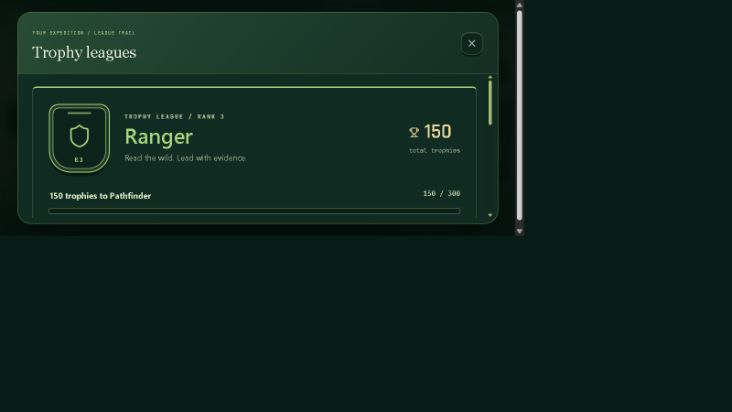 YOUR EXPEDITION / LEAGUE TRAIL
Trophy leagues
TROPHY LEAGUE / RANK 3
Ranger
Read the wild. Lead with evidence.
150
total trophies
E3
150 trophies to Pathfinder
150 / 300